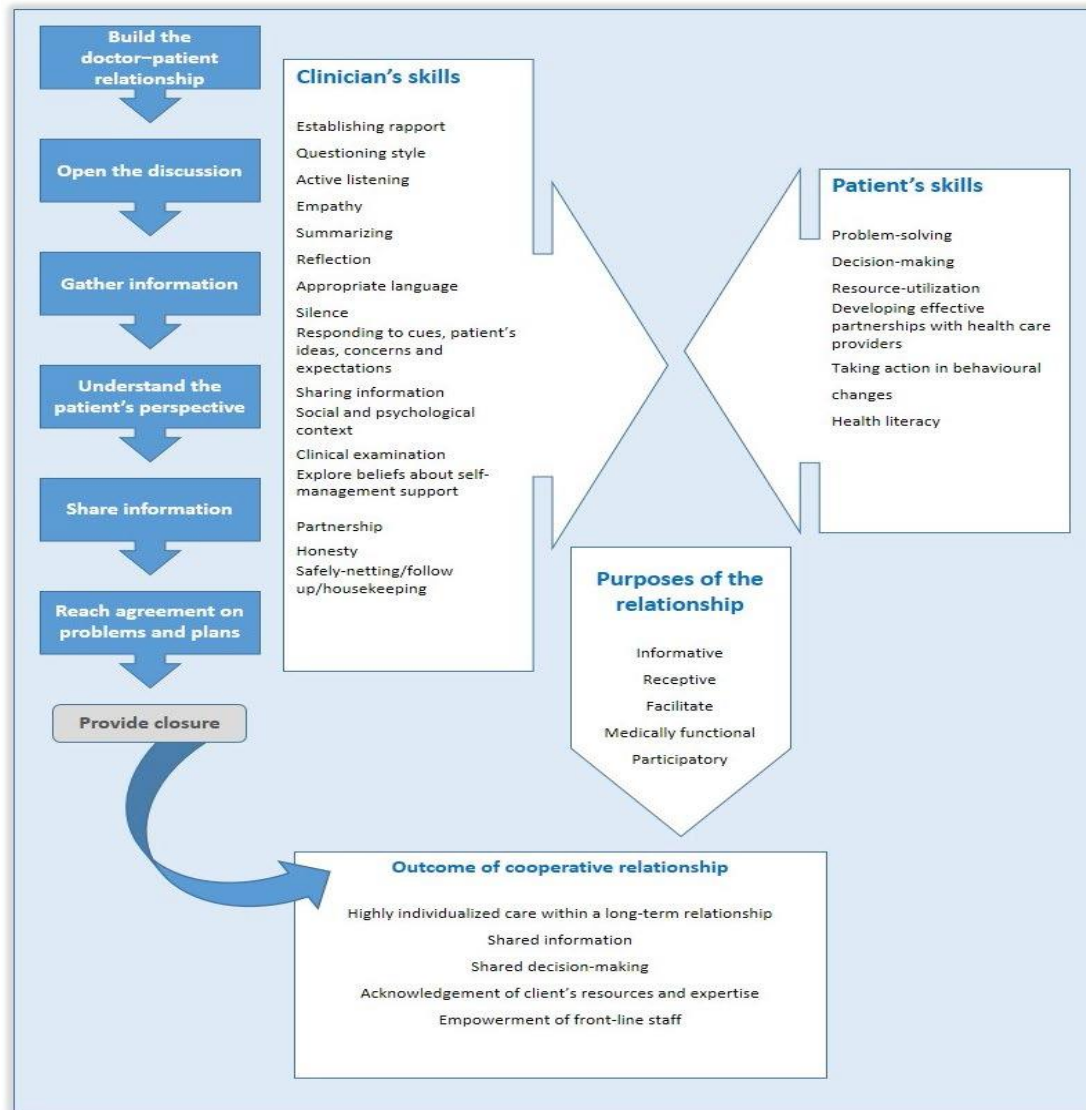 Build the
doctor–patient
relationship
Open the discussion
Gather information
Understand the
patient’s perspective
Share information
Reach agreement on
problems and plans
Provide closure
Clinician’s skills
Establishing rapport
Questioning style
Active listening
Empathy
Summarizing
Reflection
Appropriate language
Silence
Responding to cues, patient’s
ideas, concerns and
expectations
Sharing information
Social and psychological
context
Clinical examination
Explore beliefs about self-
management support
Partnership
Honesty
Safely-netting/follow
up/housekeeping
Patient’s skills
Problem-solving
Decision-making
Resource-utilization
Developing effective
partnerships with health care
providers
Taking action in behavioural
changes
Health literacy
Purposes of the
relationship
Informative
Receptive
Facilitate
Medically functional
Participatory
Outcome of cooperative relationship
Highly individualized care within a long-term relationship
Shared information
Shared decision-making
Acknowledgement of client’s resources and expertise
Empowerment of front-line staff